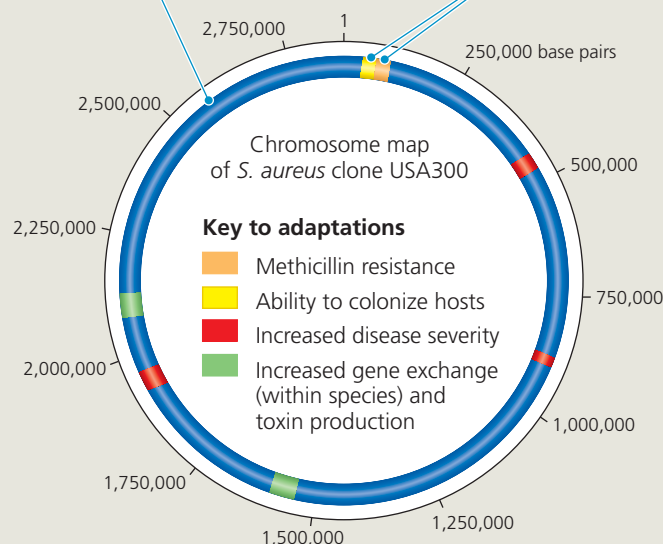 1
250,000 base pairs
500,000
750,000
1,000,000
1,250,000
1,500,000
1,750,000
2,000,000
2,250,000
2,500,000
2,750,000
Chromosome map
of S. aureus clone USA300
Key to adaptations
Methicillin resistance
Ability to colonize hosts
Increased disease severity
Increased gene exchange
(within species) and
toxin production